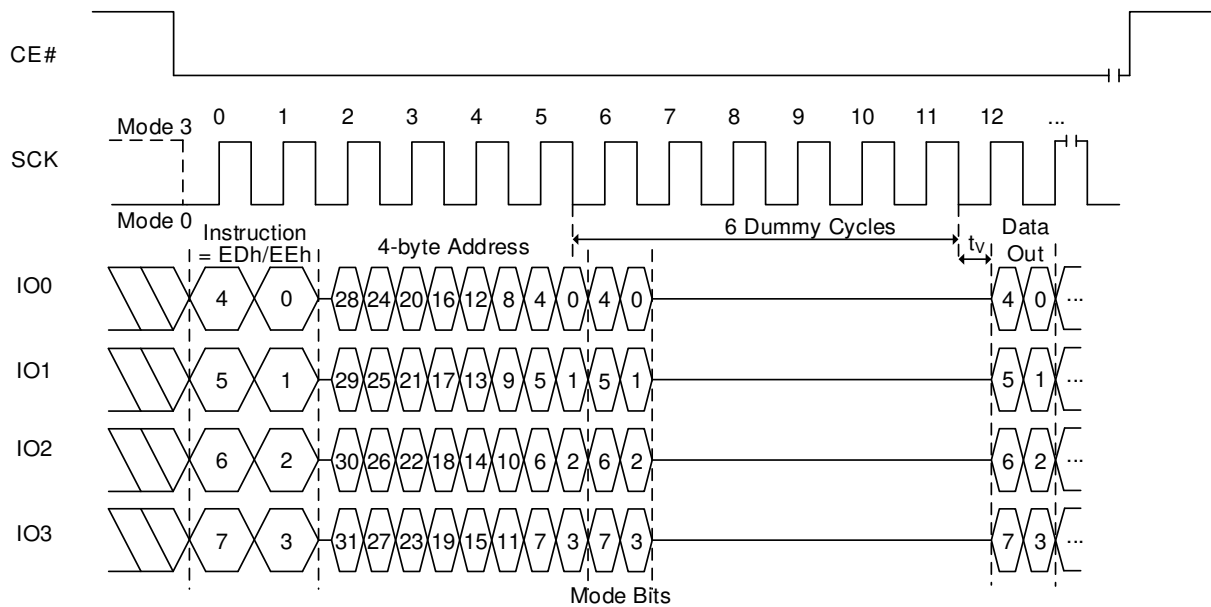 CE#
0 1 2 3 4 5 6 7 8 9 10 11 12 ...
Mode 3
SCK
Mode 0
Instruction
= EDh/EEh
4-byte Address
6 Dummy Cycles
tV
Data
Out
IO0 4 0 28 24 20 16 12 8 4 0 4 0 4 0 ...
IO1 5 1 29 25 21 17 13 9 5 1 5 1 5 1 ...
IO2 6 2 30 26 22 18 14 10 6 2 6 2 6 2 ...
IO3 7 3 31 27 23 19 15 11 7 3 7 3 7 3 ...
Mode Bits